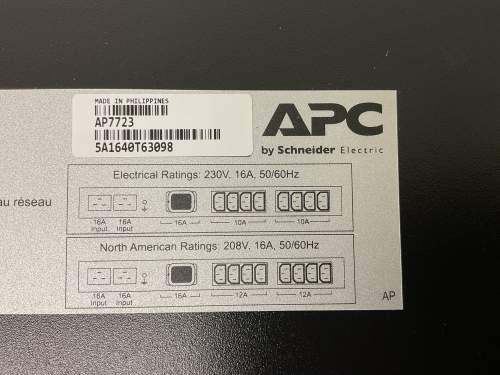 MADE IN PHILIPPINES
AP7723
5A1640T63098
APC
by Schneider Electric
au réseau
Electrical Ratings: 230V, 16A, 50/60Hz
16A Input
16A Input
16A
10A
10A
North American Ratings: 208V, 16A, 50/60Hz
16A Input
16A Input
16A
12A
12A
AP